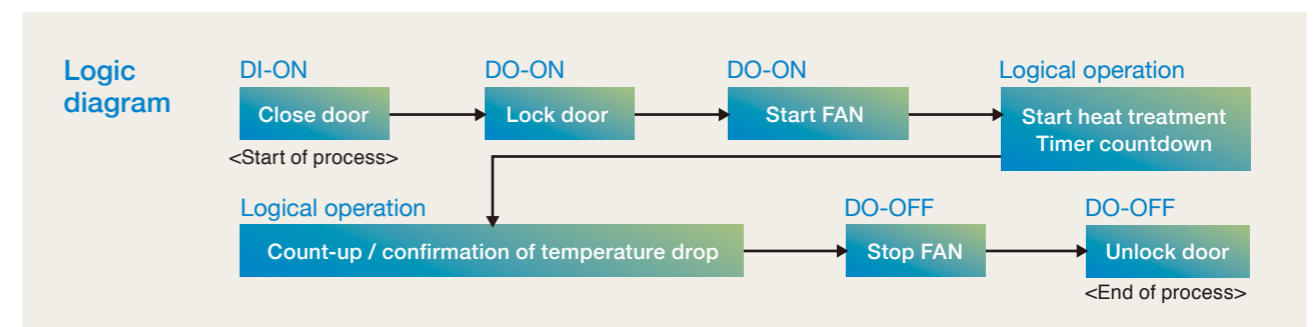 Logic
diagram
DI-ON
DO-ON
DO-ON
Logical operation
Close door
Lock door
Start FAN
Start heat treatment
Timer countdown
<Start of process>
Logical operation
DO-OFF
DO-OFF
Count-up / confirmation of temperature drop
Stop FAN
Unlock door
<End of process>